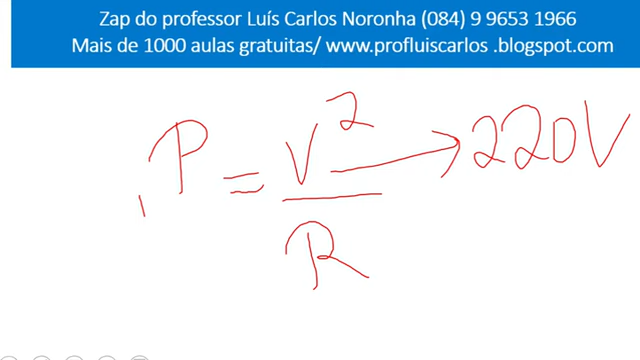 Zap do professor Luís Carlos Noronha (084) 9 9653 1966
Mais de 1000 aulas gratuitas/ www.profluiscarlos .blogspot.com
P = V² / R → 220V